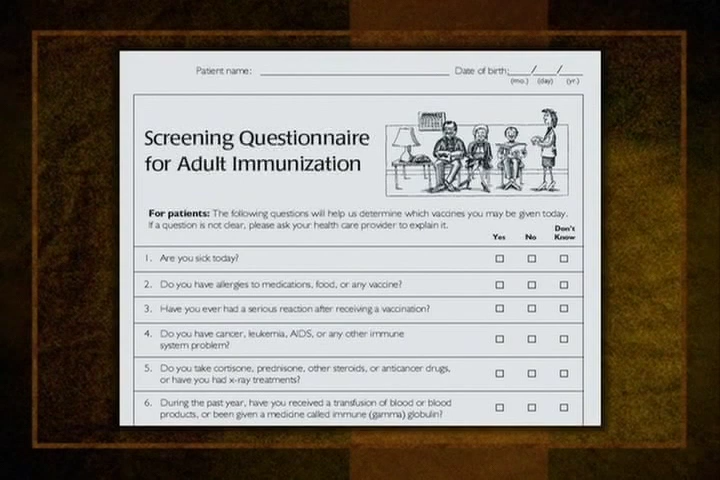 Patient name: Date of birth: / /
(mo.) (day) (yr.)
Screening Questionnaire
for Adult Immunization
For patients: The following questions will help us determine which vaccines you may be given today.
If a question is not clear, please ask your health care provider to explain it.
Yes No Don't Know
1. Are you sick today?
2. Do you have allergies to medications, food, or any vaccine?
3. Have you ever had a serious reaction after receiving a vaccination?
4. Do you have cancer, leukemia, AIDS, or any other immune
system problem?
5. Do you take cortisone, prednisone, other steroids, or anticancer drugs,
or have you had x-ray treatments?
6. During the past year, have you received a transfusion of blood or blood
products, or been given a medicine called immune (gamma) globulin?